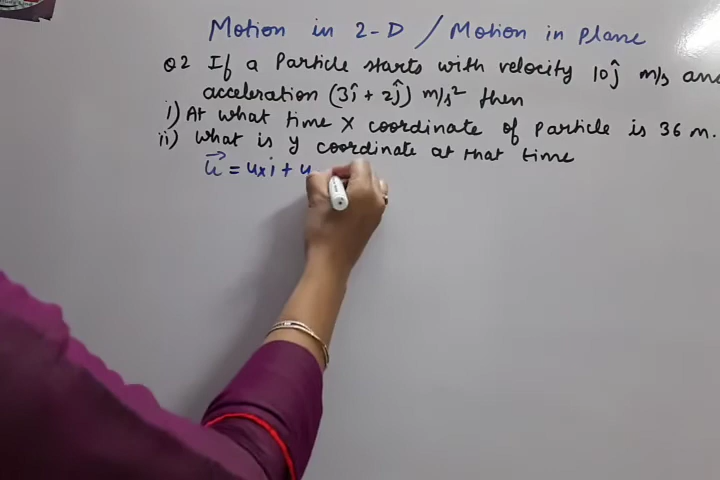 Motion in 2-D / Motion in Plane
Q2 If a Particle starts with velocity 10ĵ m/s and
acceleration (3î + 2ĵ) m/s² then
i) At what time X coordinate of Particle is 36 m.
ii) What is y coordinate at that time
u⃗ = uxi + u